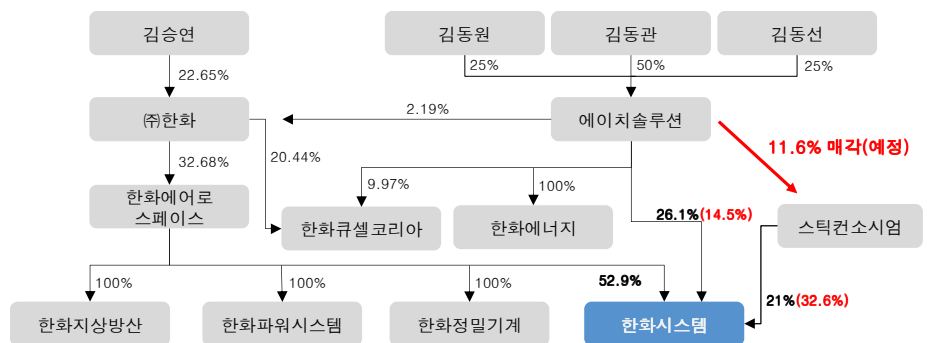 김승연
김동원
김동관
김동선
25%
50%
25%
22.65%
㈜한화
2.19%
에이치솔루션
11.6% 매각(예정)
32.68%
20.44%
한화에어로
스페이스
9.97%
100%
26.1%(14.5%)
한화큐셀코리아
한화에너지
스틱컨소시엄
100%
100%
100%
52.9%
21%(32.6%)
한화지상방산
한화파워시스템
한화정밀기계
한화시스템